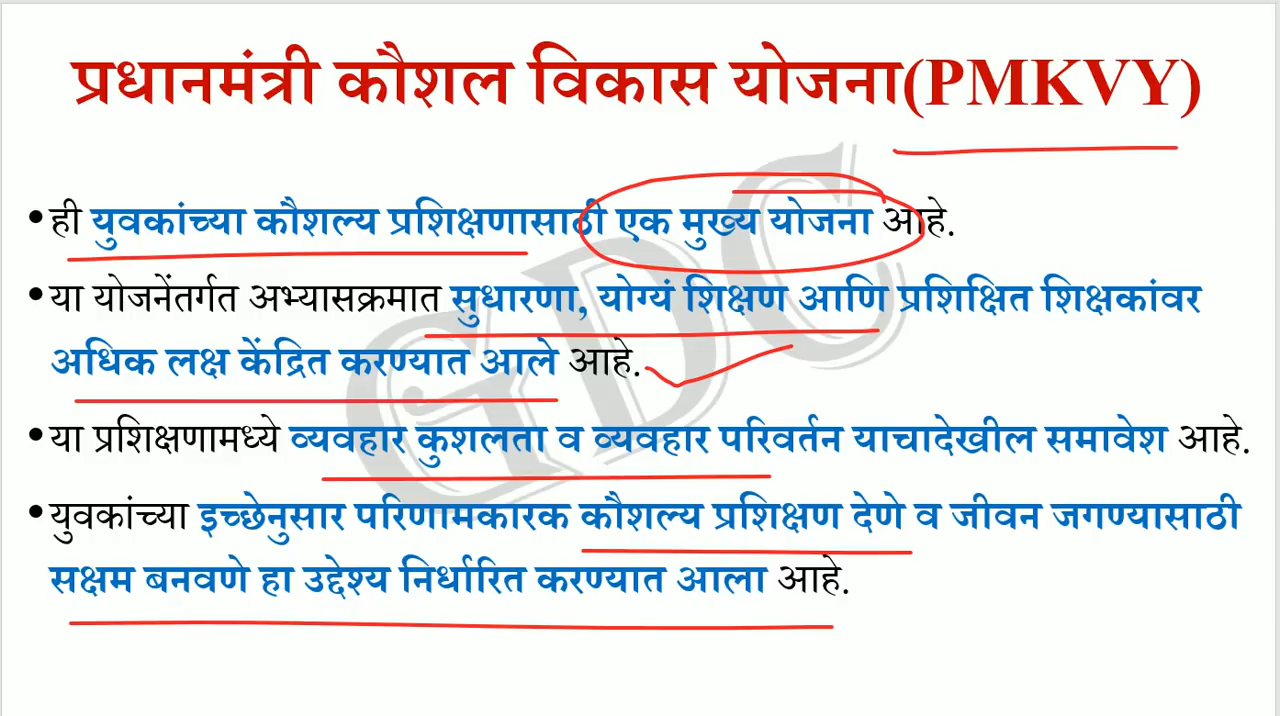 प्रधानमंत्री कौशल विकास योजना(PMKVY)
•ही युवकांच्या कौशल्य प्रशिक्षणासाठी एक मुख्य योजना आहे.
•या योजनेंतर्गत अभ्यासक्रमात सुधारणा, योग्यं शिक्षण आणि प्रशिक्षित शिक्षकांवर
अधिक लक्ष केंद्रित करण्यात आले आहे.
•या प्रशिक्षणामध्ये व्यवहार कुशलता व व्यवहार परिवर्तन याचादेखील समावेश आहे.
•युवकांच्या इच्छेनुसार परिणामकारक कौशल्य प्रशिक्षण देणे व जीवन जगण्यासाठी
सक्षम बनवणे हा उद्देश्य निर्धारित करण्यात आला आहे.
GDC